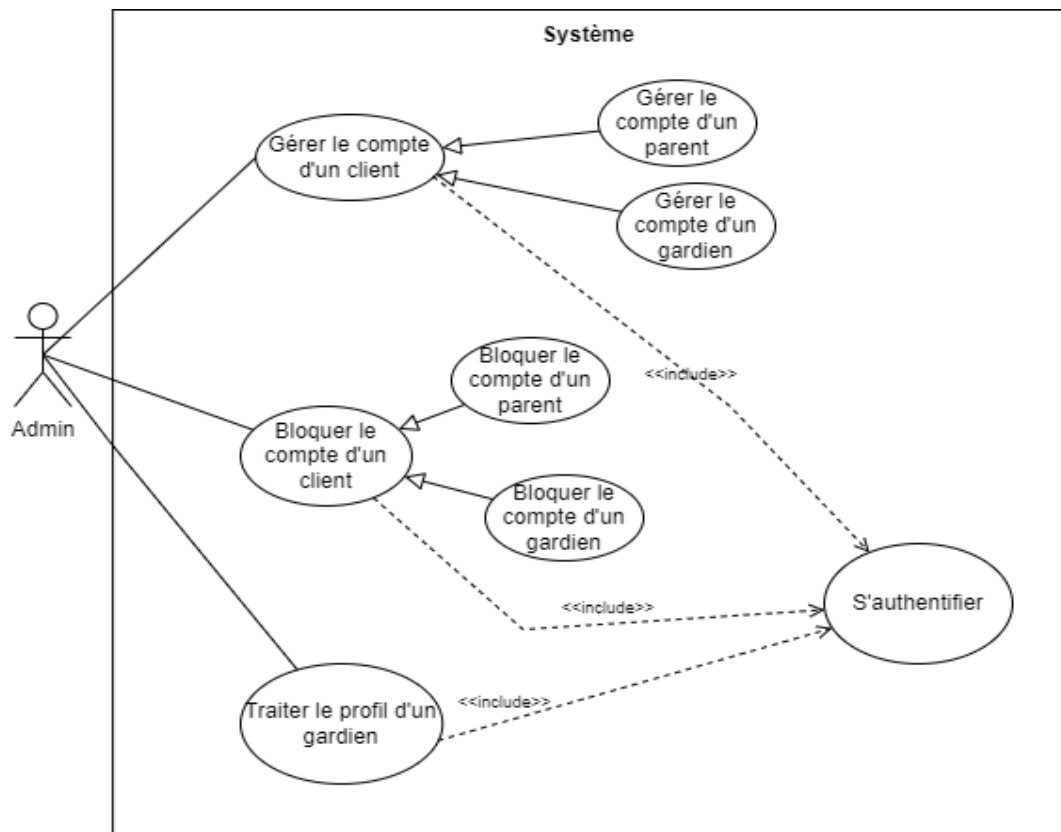 Système
Gérer le
compte d'un
parent
Gérer le compte
d'un client
Gérer le
compte d'un
gardien
Bloquer le
compte d'un
parent
<<include>>
Admin
Bloquer le
compte d'un
client
Bloquer le
compte d'un
gardien
S'authentifier
<<include>>
Traiter le profil d'un
gardien
<<include>>